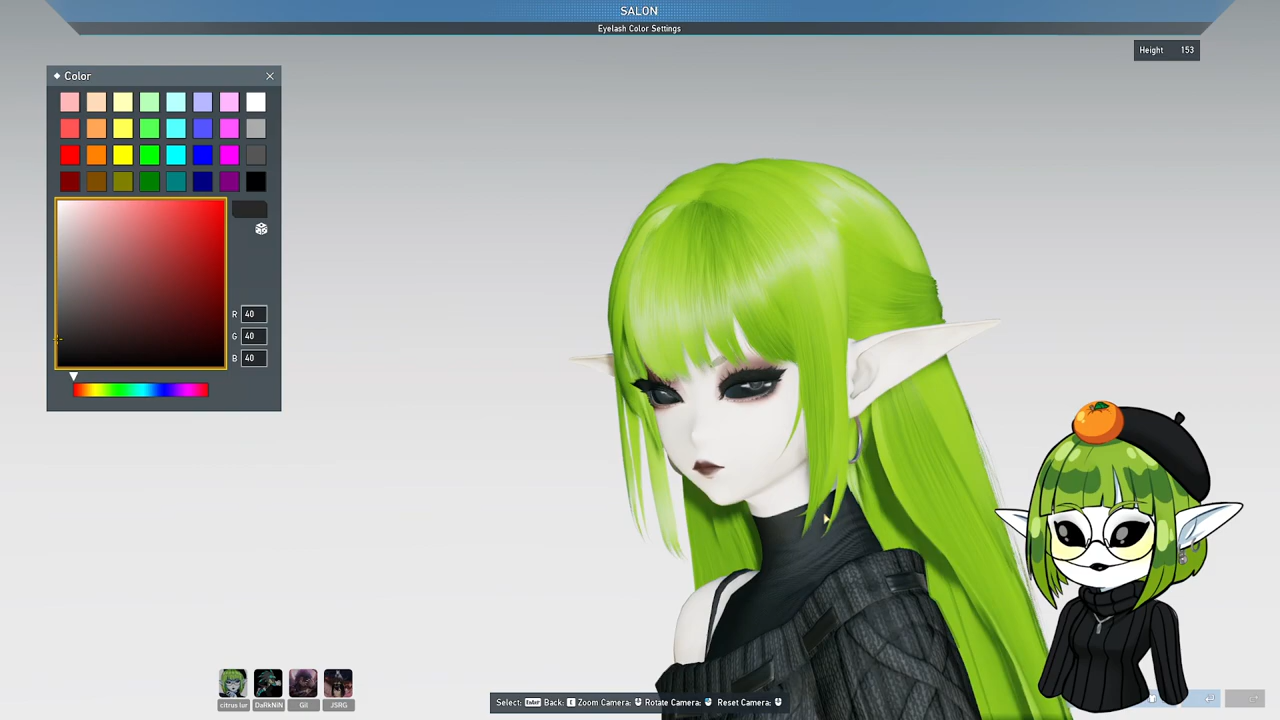 SALON
Eyelash Color Settings
Height 153
Color
R 40
G 40
B 40
citrus lur
DaRkNiN
Gil
JSRG
Select: Enter Back: Zoom Camera: Rotate Camera: Reset Camera: